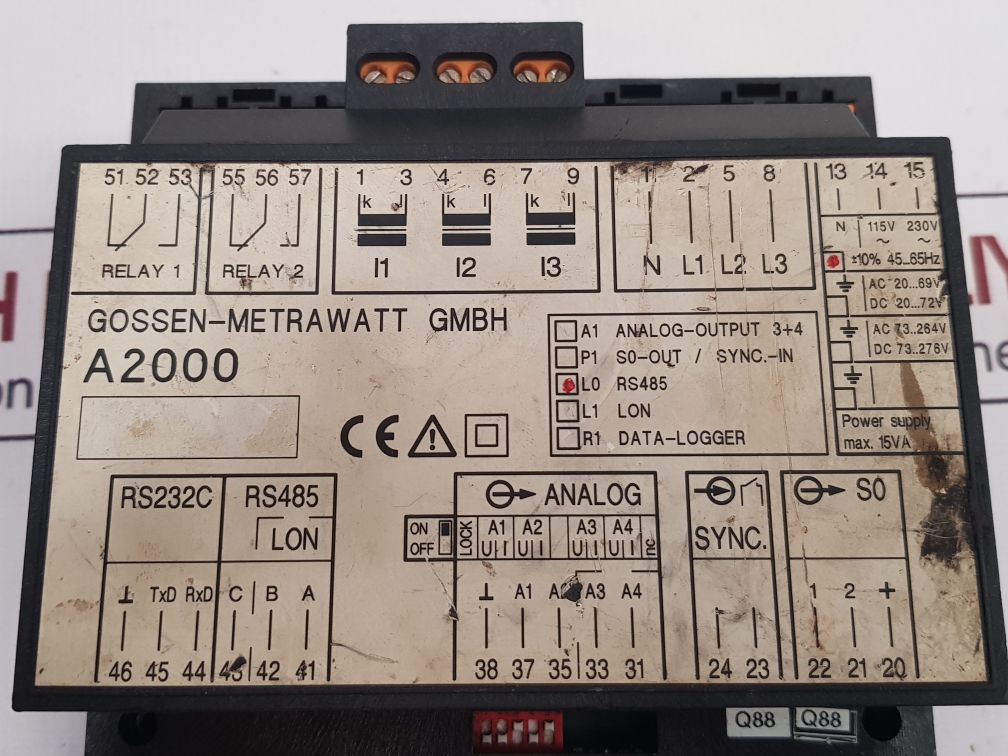 51 52 53
RELAY 1
55 56 57
RELAY 2
1 3 4 6 7 9
k l k l k l
I1 I2 I3
1 2 5 8
N L1 L2 L3
13 14 15
N 115V 230V
~ ~
±10% 45..65Hz
AC 20...69V
DC 20...72V
AC 73..264V
DC 73..276V
Power supply
max. 15VA
GOSSEN-METRAWATT GMBH
A2000
A1 ANALOG-OUTPUT 3+4
P1 S0-OUT / SYNC.-IN
L0 RS485
L1 LON
R1 DATA-LOGGER
CE
RS232C RS485
LON
⊥ TxD RxD C B A
46 45 44 43 42 41
ANALOG
ON
OFF
LOCK
A1 A2 A3 A4
U I U I U I U I
nc
⊥ A1 A2 A3 A4
38 37 35 33 31
SYNC.
24 23
S0
1 2 +
22 21 20
Q88 Q88